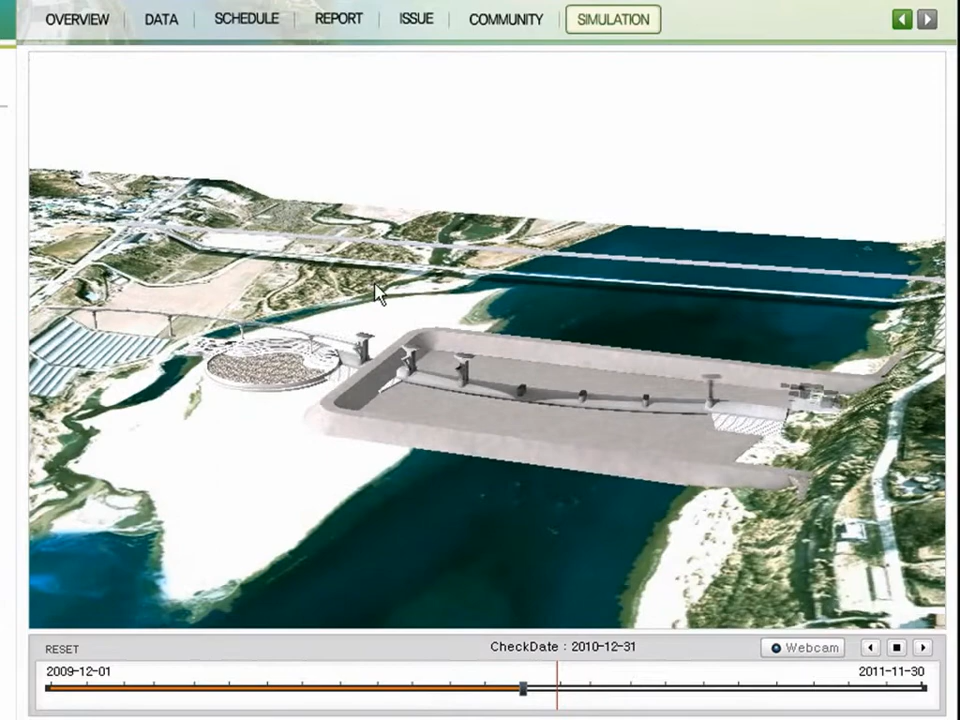 OVERVIEW DATA SCHEDULE REPORT ISSUE COMMUNITY SIMULATION
RESET CheckDate : 2010-12-31 Webcam
2009-12-01 2011-11-30